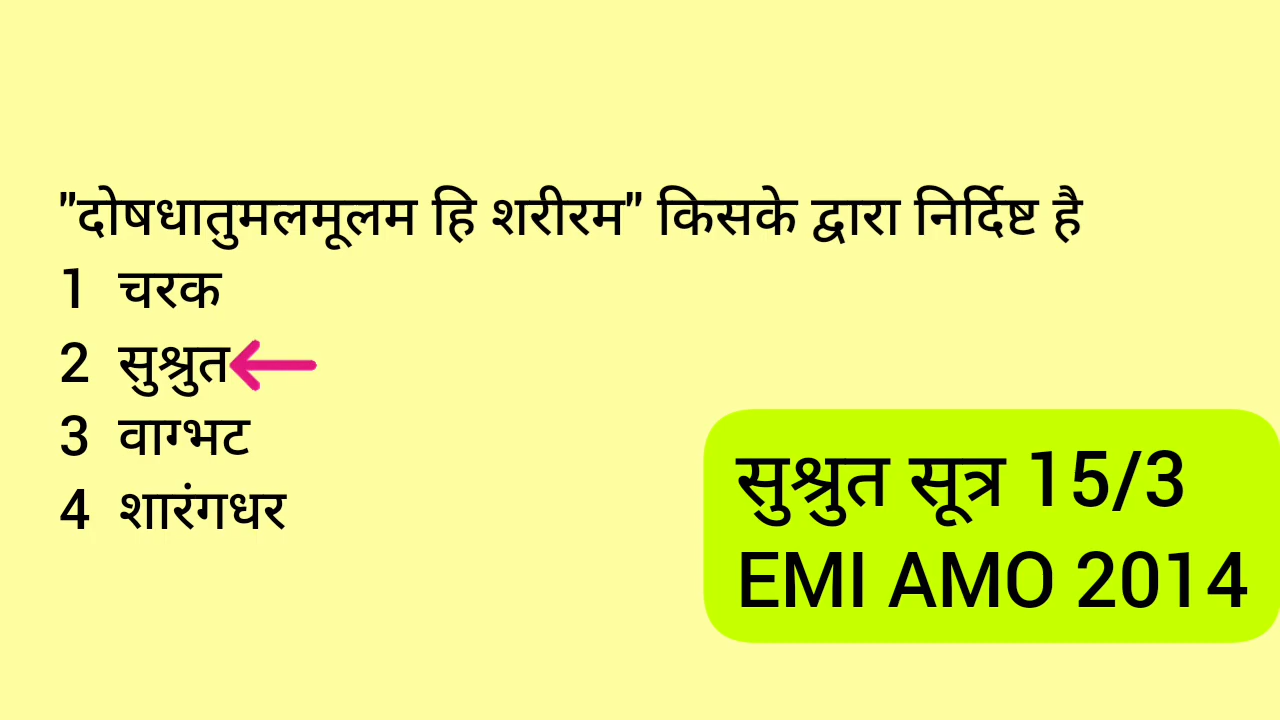 "दोषधातुमलमूलम हि शरीरम" किसके द्वारा निर्दिष्ट है
1 चरक
2 सुश्रुत
3 वाग्भट
4 शारंगधर
सुश्रुत सूत्र 15/3
EMI AMO 2014